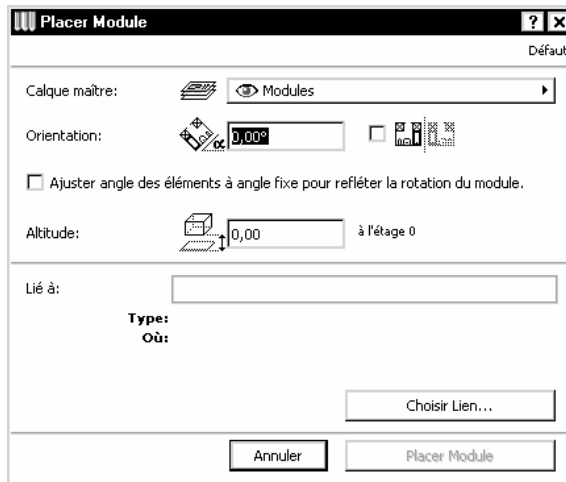 Placer Module
Défaut
Calque maître: Modules
Orientation: 0,00° α
Ajuster angle des éléments à angle fixe pour refléter la rotation du module.
Altitude: 0,00 à l'étage 0
Lié à:
Type:
Où:
Choisir Lien...
Annuler Placer Module